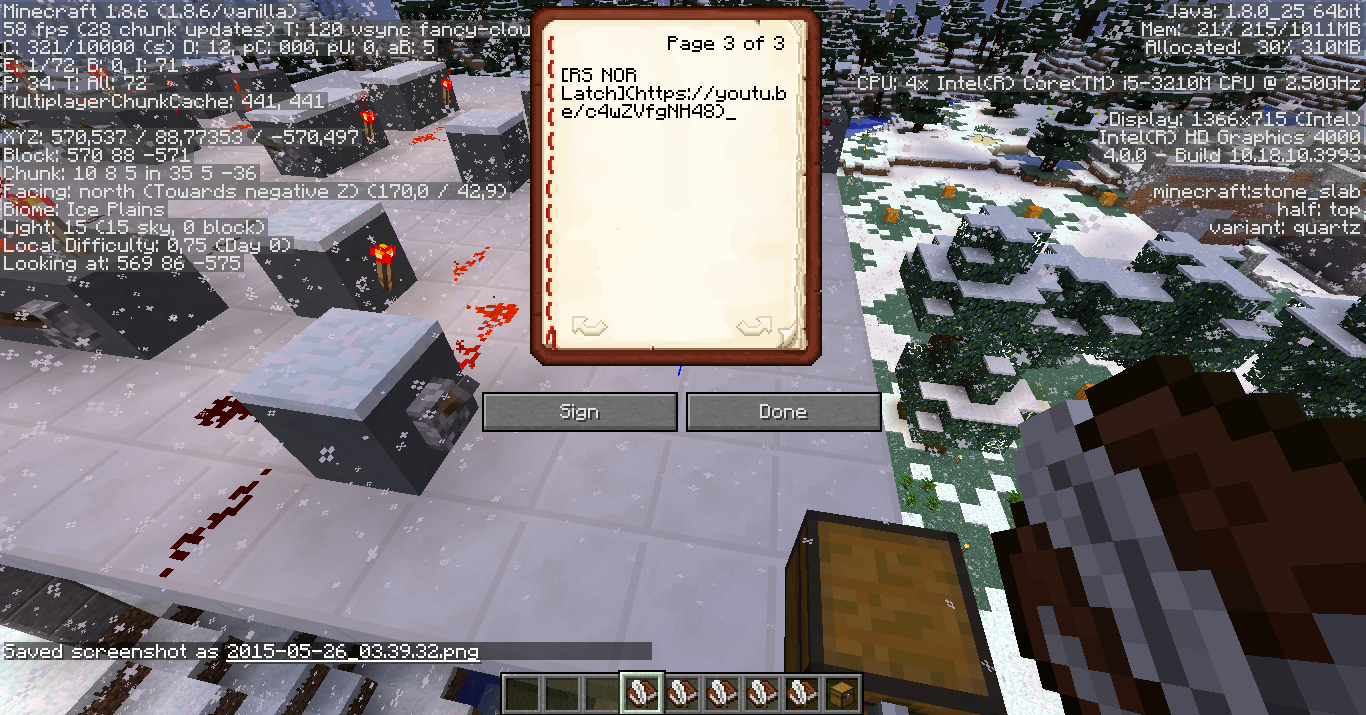 Minecraft 1.8.6 (1.8.6/vanilla)
58 fps (28 chunk updates) T: 120 vsync fancy-clou
C: 321/10000 (s) D: 12, pC: 000, pU: 0, aB: 5
E: 1/72, B: 0, I: 71
P: 34, T: All: 72
MultiplayerChunkCache: 441, 441
XYZ: 570,537 / 88,77353 / -570,497
Block: 570 88 -571
Chunk: 10 8 5 in 35 5 -36
Facing: north (Towards negative Z) (170,0 / 42,9)
Biome: Ice Plains
Light: 15 (15 sky, 0 block)
Local Difficulty: 0,75 (Day 0)
Looking at: 569 86 -575
Java: 1.8.0_25 64bit
Mem: 21% 215/1011MB
Allocated: 30% 310MB
CPU: 4x Intel(R) Core(TM) i5-3210M CPU @ 2.50GHz
Display: 1366x715 (Intel)
Intel(R) HD Graphics 4000
4.0.0 - Build 10.18.10.3993
minecraft:stone_slab
half: top
variant: quartz
Page 3 of 3
[RS NOR
Latch](https://youtu.b
e/c4wZVfgNH48)_
Sign
Done
Saved screenshot as 2015-05-26_03.39.32.png